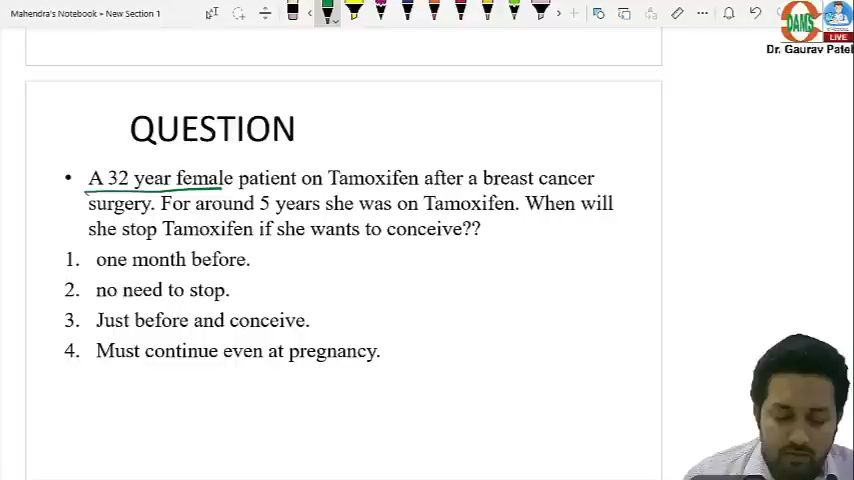 Mahendra's Notebook » New Section 1
DAMS
LIVE
Dr. Gaurav Patel
QUESTION
• A 32 year female patient on Tamoxifen after a breast cancer
surgery. For around 5 years she was on Tamoxifen. When will
she stop Tamoxifen if she wants to conceive??
1. one month before.
2. no need to stop.
3. Just before and conceive.
4. Must continue even at pregnancy.